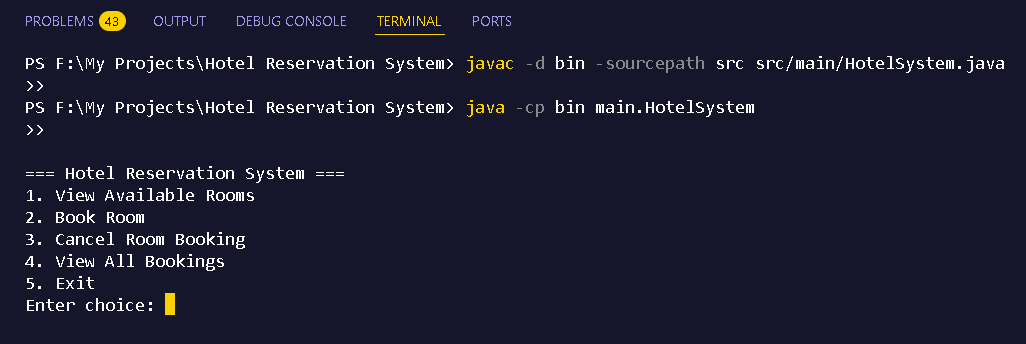 PROBLEMS 43 OUTPUT DEBUG CONSOLE TERMINAL PORTS
PS F:\My Projects\Hotel Reservation System> javac -d bin -sourcepath src src/main/HotelSystem.java
>>
PS F:\My Projects\Hotel Reservation System> java -cp bin main.HotelSystem
>>
=== Hotel Reservation System ===
1. View Available Rooms
2. Book Room
3. Cancel Room Booking
4. View All Bookings
5. Exit
Enter choice: